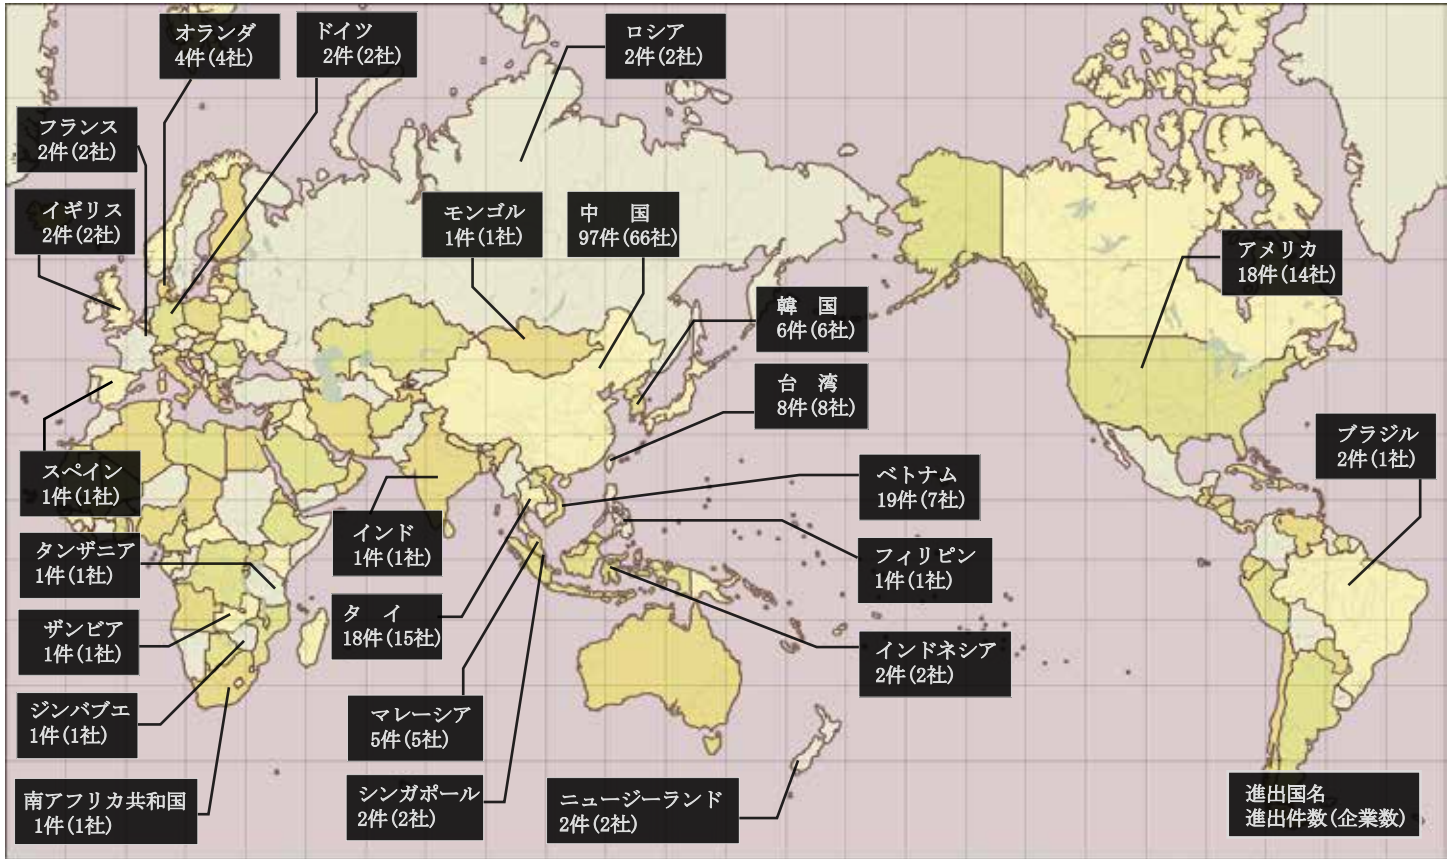 オランダ
4件(4社)
ドイツ
2件(2社)
ロシア
2件(2社)
フランス
2件(2社)
イギリス
2件(2社)
モンゴル
1件(1社)
中　国
97件(66社)
アメリカ
18件(14社)
韓　国
6件(6社)
台　湾
8件(8社)
ブラジル
2件(1社)
スペイン
1件(1社)
ベトナム
19件(7社)
インド
1件(1社)
タンザニア
1件(1社)
フィリピン
1件(1社)
タ　イ
18件(15社)
ザンビア
1件(1社)
インドネシア
2件(2社)
ジンバブエ
1件(1社)
マレーシア
5件(5社)
南アフリカ共和国
1件(1社)
シンガポール
2件(2社)
ニュージーランド
2件(2社)
進出国名
進出件数(企業数)